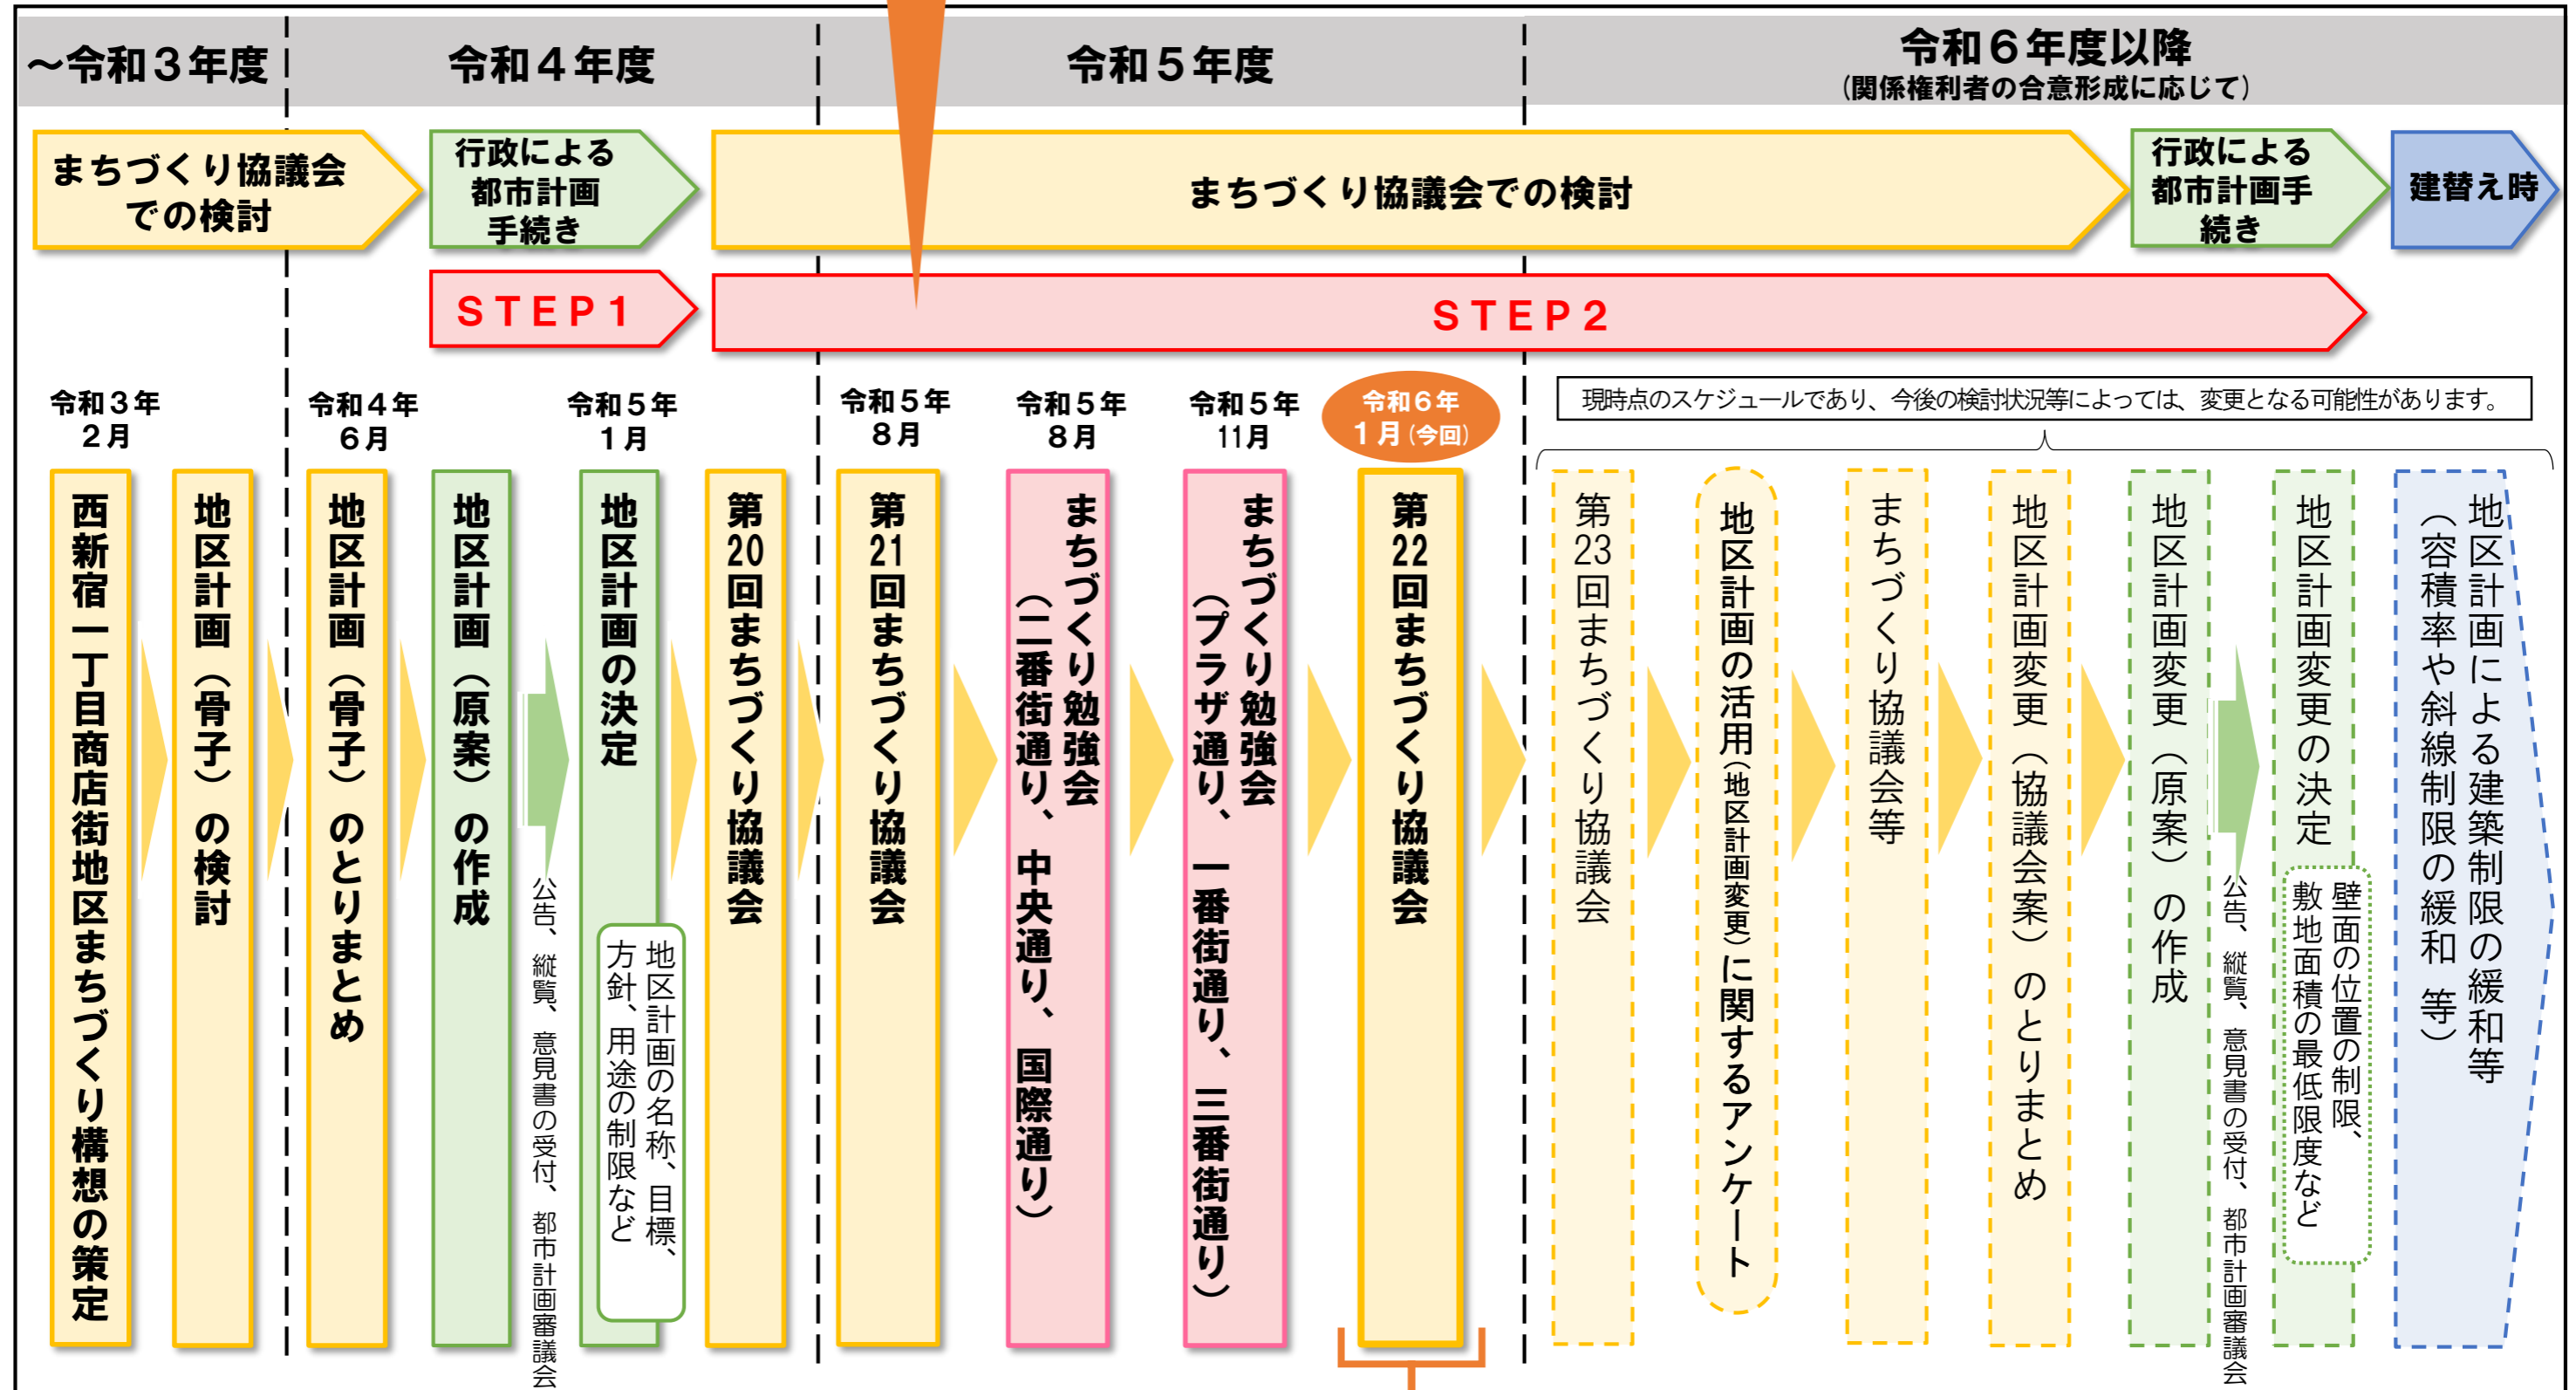 ～令和３年度
令和４年度
令和５年度
令和６年度以降
(関係権利者の合意形成に応じて)
まちづくり協議会
での検討
行政による
都市計画
手続き
まちづくり協議会での検討
行政による
都市計画手
続き
建替え時
ＳＴＥＰ１
ＳＴＥＰ２
令和３年
２月
令和４年
６月
令和５年
１月
令和５年
８月
令和５年
８月
令和５年
11月
令和６年
１月(今回)
現時点のスケジュールであり、今後の検討状況等によっては、変更となる可能性があります。
西新宿一丁目商店街地区まちづくり構想の策定
地区計画（骨子）の検討
地区計画（骨子）のとりまとめ
地区計画（原案）の作成
公告、縦覧、意見書の受付、都市計画審議会
地区計画の決定
地区計画の名称、目標、
方針、用途の制限など
第20回まちづくり協議会
第21回まちづくり協議会
まちづくり勉強会
（二番街通り、中央通り、国際通り）
まちづくり勉強会
（プラザ通り、一番街通り、三番街通り）
第22回まちづくり協議会
第23回まちづくり協議会
地区計画の活用（地区計画変更）に関するアンケート
まちづくり協議会等
地区計画変更（協議会案）のとりまとめ
地区計画変更（原案）の作成
公告、縦覧、意見書の受付、都市計画審議会
地区計画変更の決定
壁面の位置の制限、
敷地面積の最低限度など
地区計画による建築制限の緩和等
（容積率や斜線制限の緩和 等）